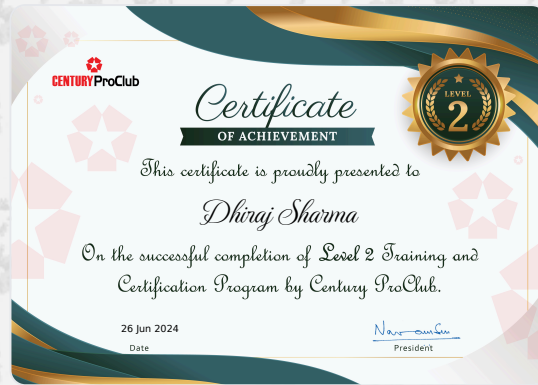 CENTURY ProClub
LEVEL
2
Certificate
OF ACHIEVEMENT
This certificate is proudly presented to
Dhiraj Sharma
On the successful completion of Level 2 Training and
Certification Program by Century ProClub.
26 Jun 2024
Date
President